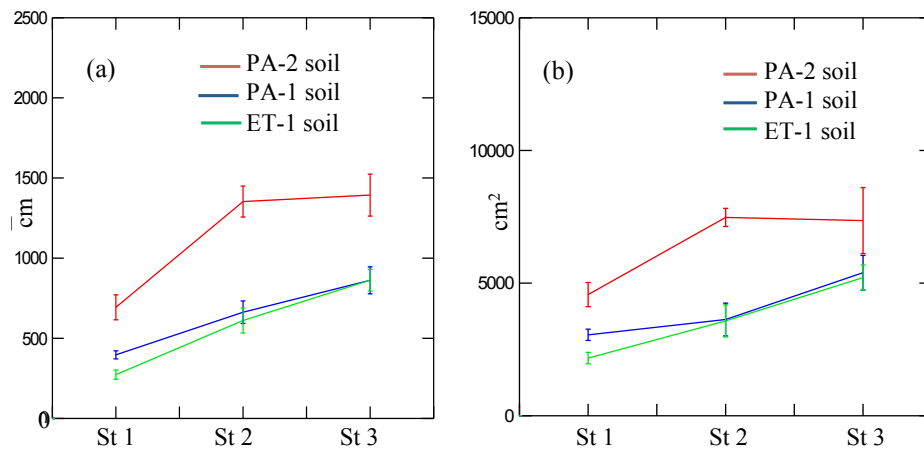 2500
2000
1500
1000
500
0
cm
(a)
PA-2 soil
PA-1 soil
ET-1 soil
St 1 St 2 St 3
15000
10000
5000
0
cm²
(b)
PA-2 soil
PA-1 soil
ET-1 soil
St 1 St 2 St 3